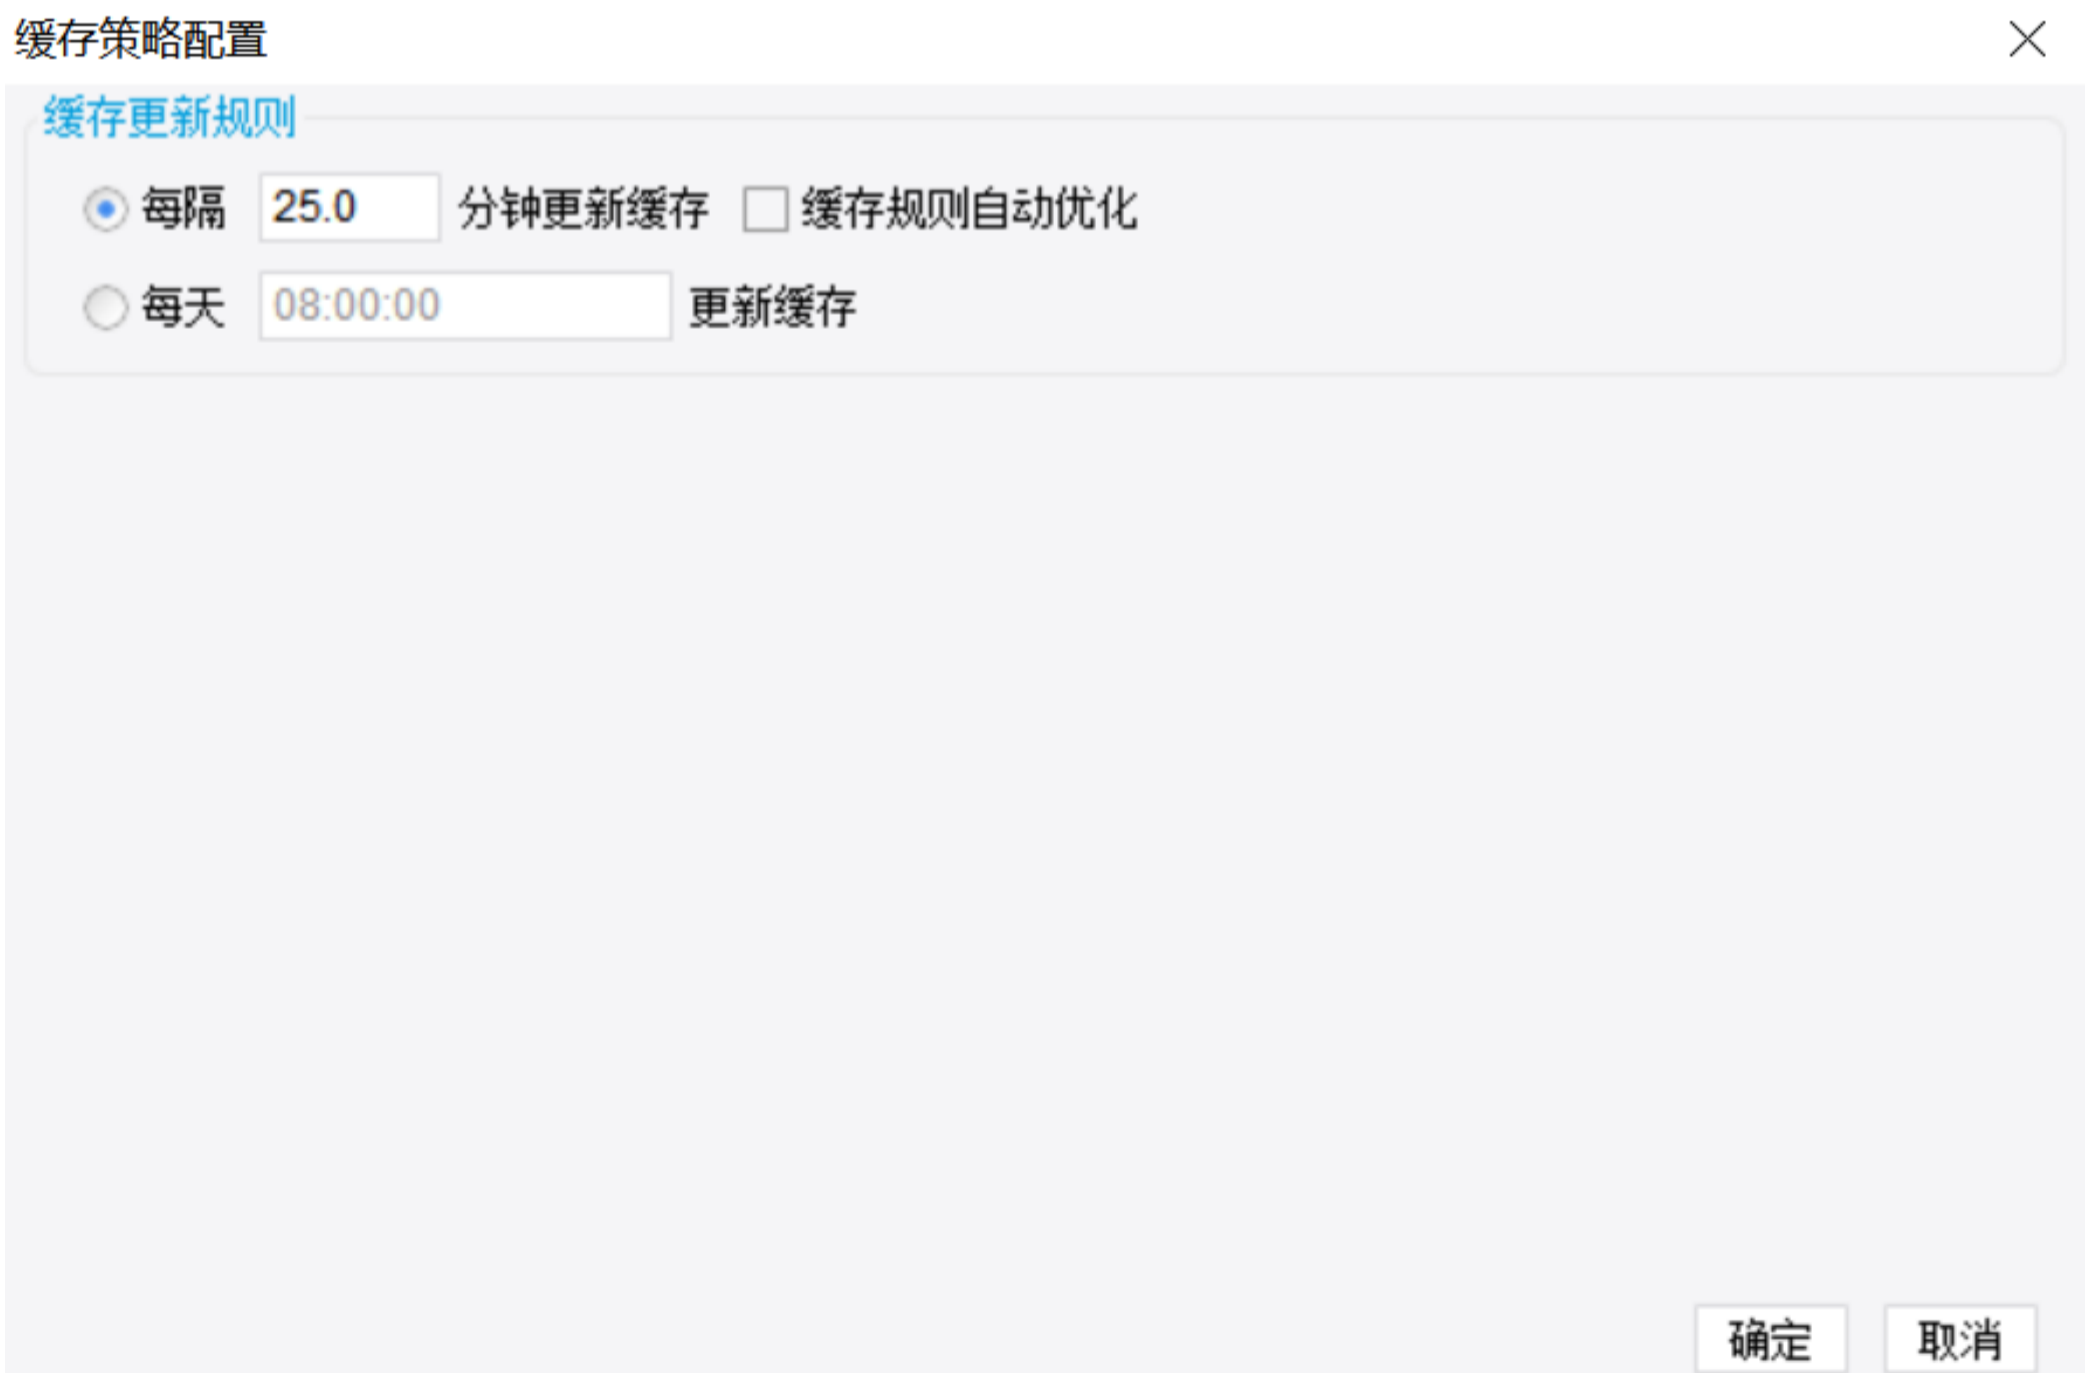 缓存策略配置
缓存更新规则
每隔 25.0 分钟更新缓存 缓存规则自动优化
每天 08:00:00 更新缓存
确定 取消